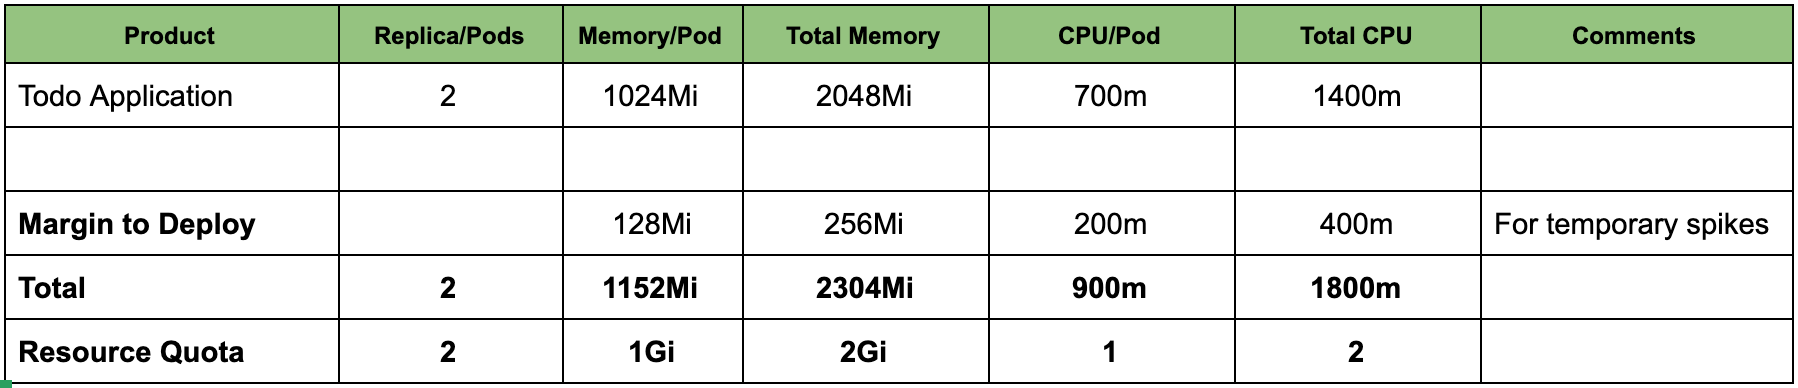 Product Replica/Pods Memory/Pod Total Memory CPU/Pod Total CPU Comments
Todo Application 2 1024Mi 2048Mi 700m 1400m
Margin to Deploy 128Mi 256Mi 200m 400m For temporary spikes
Total 2 1152Mi 2304Mi 900m 1800m
Resource Quota 2 1Gi 2Gi 1 2